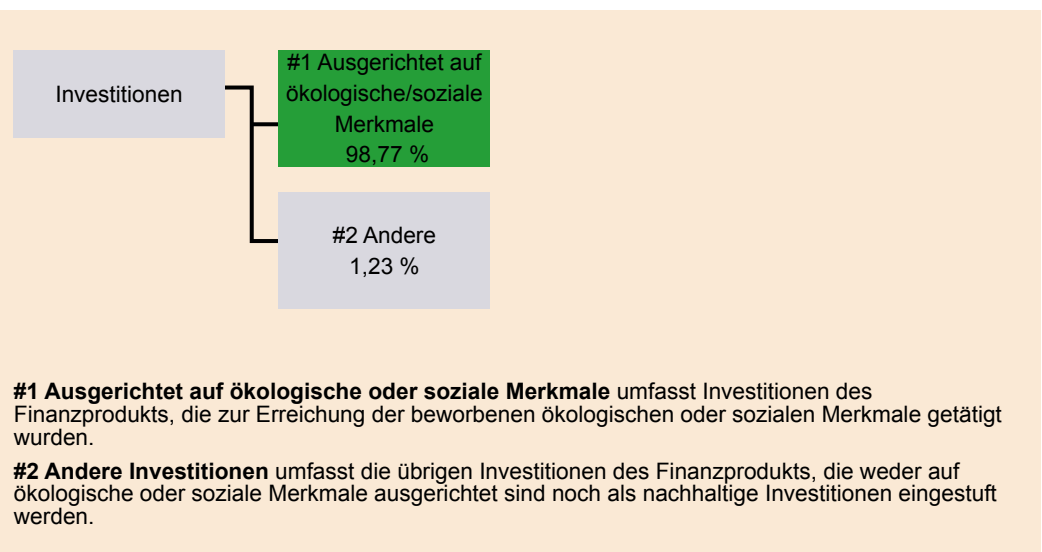 Investitionen
#1 Ausgerichtet auf
ökologische/soziale
Merkmale
98,77 %
#2 Andere
1,23 %
#1 Ausgerichtet auf ökologische oder soziale Merkmale umfasst Investitionen des
Finanzprodukts, die zur Erreichung der beworbenen ökologischen oder sozialen Merkmale getätigt
wurden.
#2 Andere Investitionen umfasst die übrigen Investitionen des Finanzprodukts, die weder auf
ökologische oder soziale Merkmale ausgerichtet sind noch als nachhaltige Investitionen eingestuft
werden.